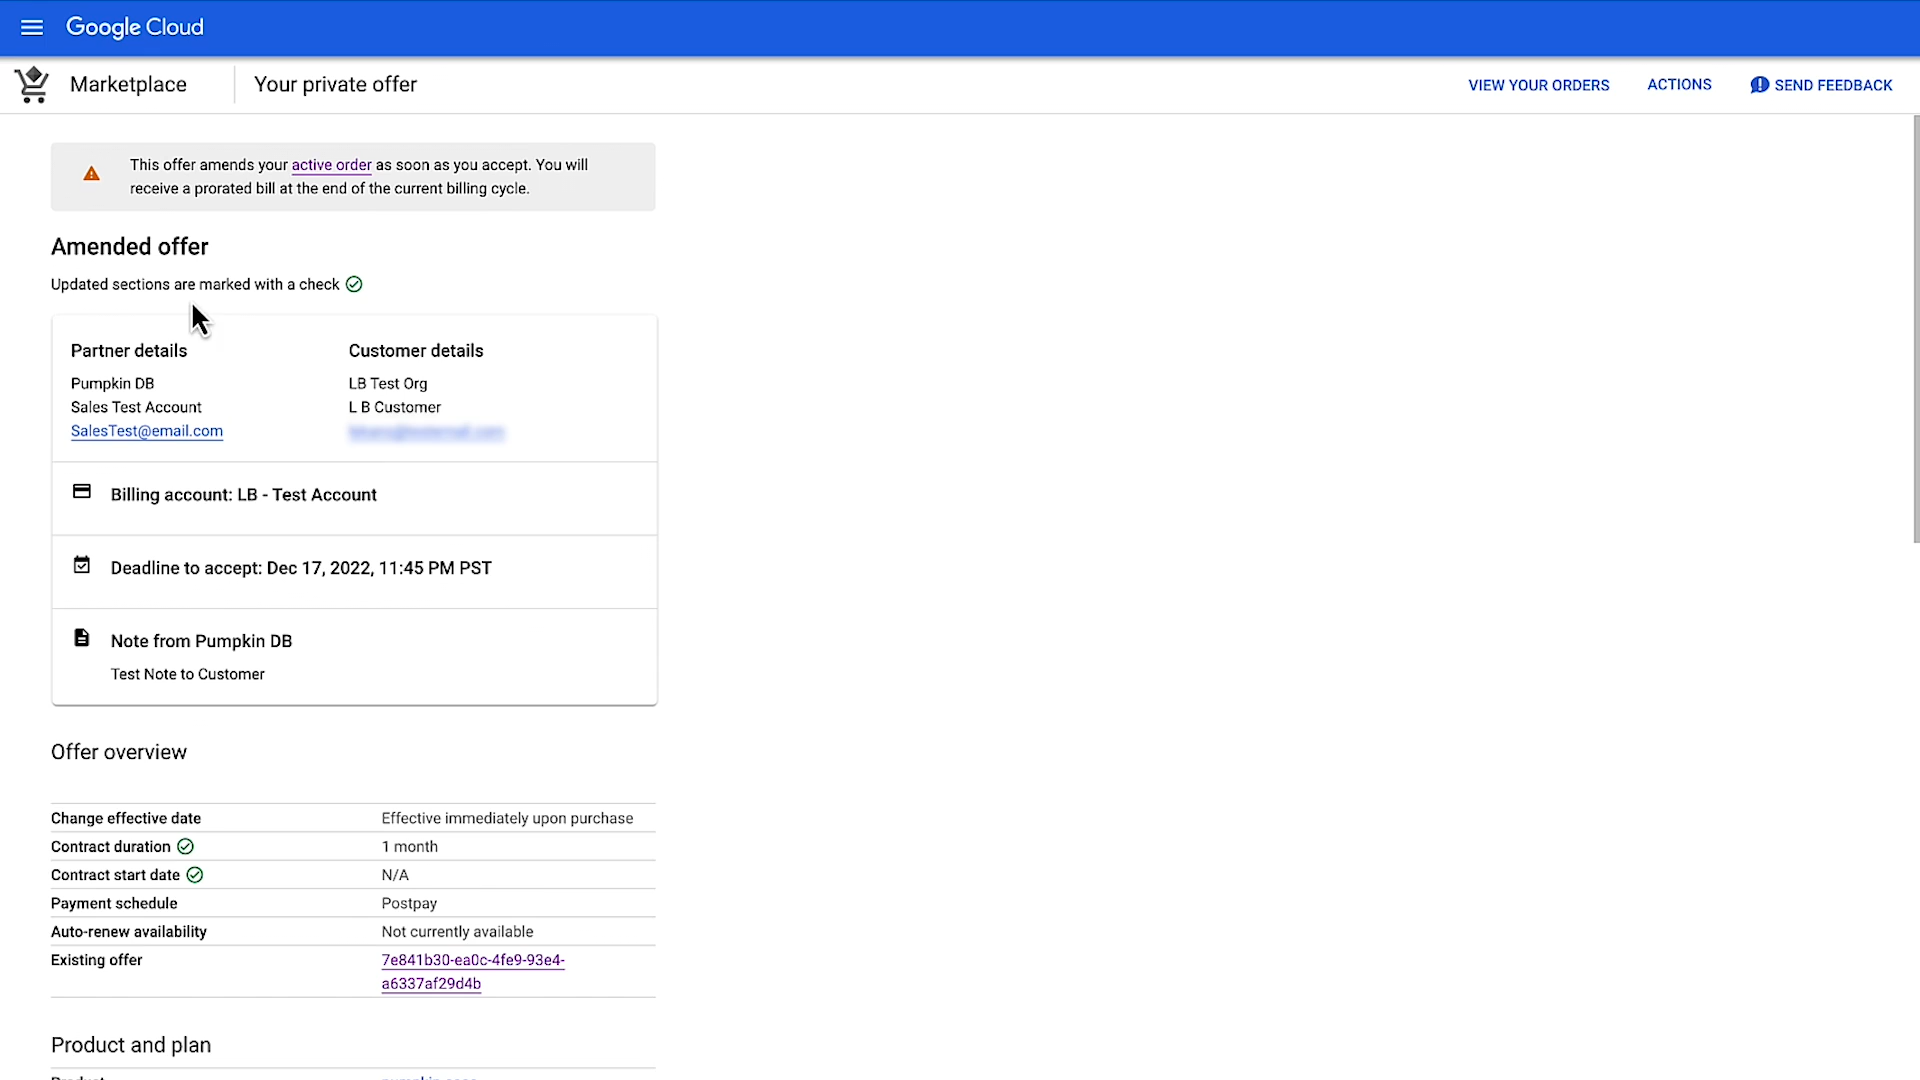 Google Cloud
Marketplace
Your private offer
VIEW YOUR ORDERS
ACTIONS
SEND FEEDBACK
This offer amends your active order as soon as you accept. You will
receive a prorated bill at the end of the current billing cycle.
Amended offer
Updated sections are marked with a check
Partner details
Customer details
Pumpkin DB
LB Test Org
Sales Test Account
L B Customer
SalesTest@email.com
Billing account: LB - Test Account
Deadline to accept: Dec 17, 2022, 11:45 PM PST
Note from Pumpkin DB
Test Note to Customer
Offer overview
Change effective date Effective immediately upon purchase
Contract duration 1 month
Contract start date N/A
Payment schedule Postpay
Auto-renew availability Not currently available
Existing offer 7e841b30-ea0c-4fe9-93e4-
a6337af29d4b
Product and plan